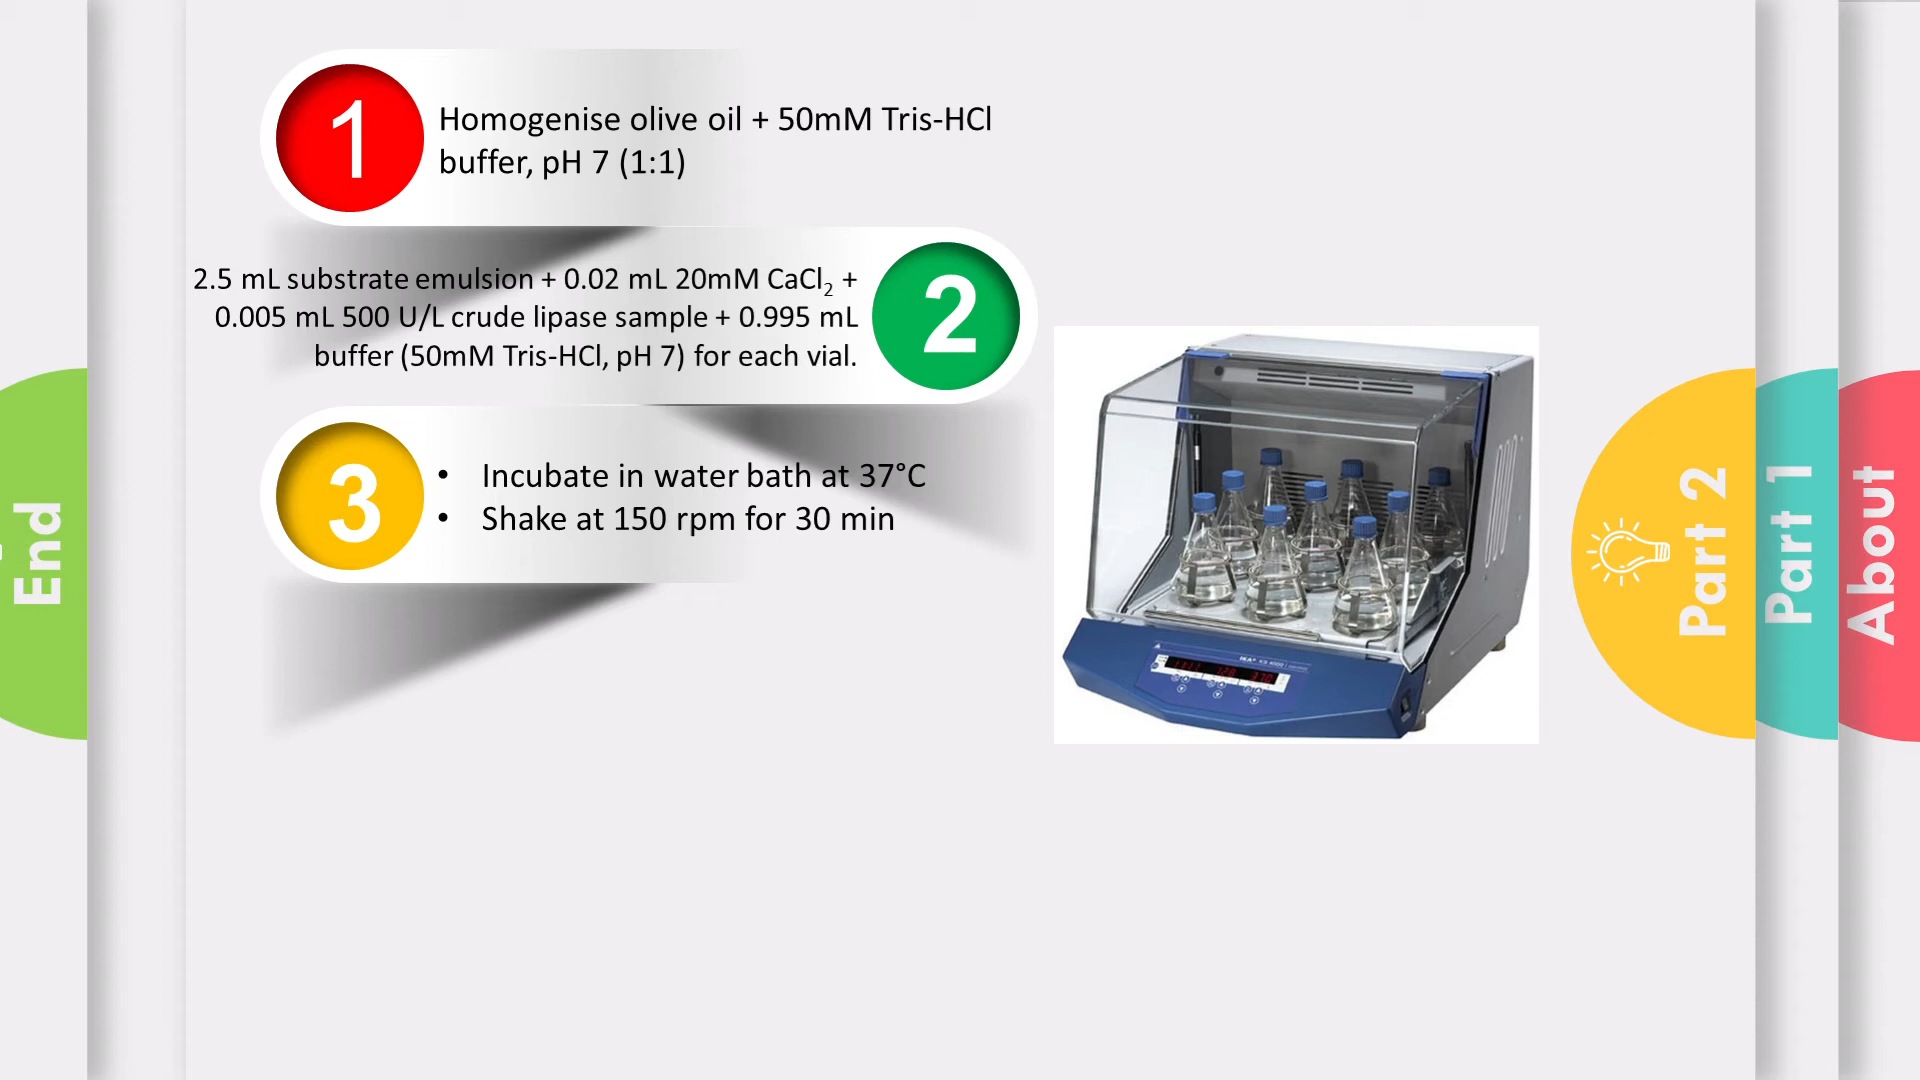 1
Homogenise olive oil + 50mM Tris-HCl
buffer, pH 7 (1:1)
2.5 mL substrate emulsion + 0.02 mL 20mM CaCl₂ +
0.005 mL 500 U/L crude lipase sample + 0.995 mL
buffer (50mM Tris-HCl, pH 7) for each vial.
2
3
• Incubate in water bath at 37°C
• Shake at 150 rpm for 30 min
End
Part 2
Part 1
About